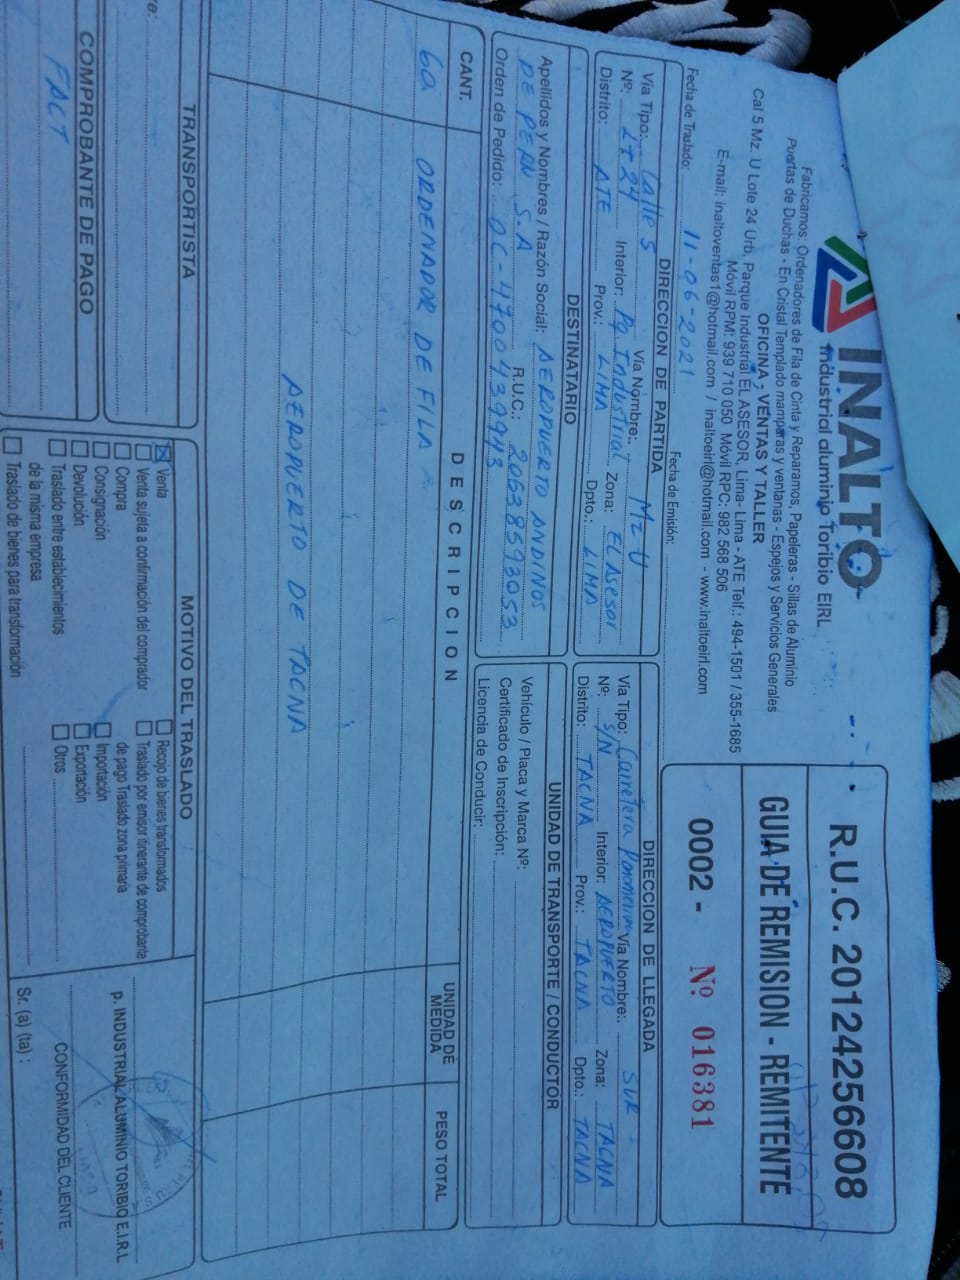 INALTO
Industrial aluminio Toribio EIRL
Fabricamos: Ordenadores de Fila de Cinta y Reparamos, Papeleras - Sillas de Aluminio
Puertas de Duchas - En Cristal Templado mamparas y ventanas - Espejos y Servicios Generales
OFICINA, VENTAS Y TALLER
Cal 5 Mz. U Lote 24 Urb. Parque Industrial EL ASESOR, Lima- Lima - ATE Telf.: 494-1501 / 355-1685
Móvil RPM: 939 710 050 Móvil RPC: 982 568 506
E-mail: inaltoventas1@hotmail.com / inaltoeirl@hotmail.com - www.inaltoeirl.com
R.U.C. 20124256608
GUIA DE REMISION - REMITENTE
0002 - Nº 016381
Fecha de Traslado: 11-06-2021 Fecha de Emisión:
DIRECCION DE PARTIDA
Vía Tipo: Calle 5 Vía Nombre: Mz U
Nº: Lt 24 Interior: Pq. Industrial Zona: El Asesor
Distrito: ATE Prov.: LIMA Dpto.: LIMA
DIRECCION DE LLEGADA
Vía Tipo: Carretera Vía Nombre: SUR
Nº: S/N Interior: AEROPUERTO Zona: TACNA
Distrito: TACNA Prov.: TACNA Dpto.: TACNA
DESTINATARIO
Apellidos y Nombres / Razón Social: AEROPUERTO ANDINOS
DE PERU S.A R.U.C.: 20538593053
Orden de Pedido: OC-4700439943
UNIDAD DE TRANSPORTE / CONDUCTOR
Vehículo / Placa y Marca Nº:
Certificado de Inscripción:
Licencia de Conducir:
CANT. DESCRIPCION UNIDAD DE MEDIDA PESO TOTAL
60 ORDENADOR DE FILA
AEROPUERTO DE TACNA
TRANSPORTISTA
COMPROBANTE DE PAGO
FACT
MOTIVO DEL TRASLADO
Venta
Venta sujeta a confirmación del comprador
Compra
Consignación
Devolución
Traslado entre establecimientos
de la misma empresa
Traslado de bienes para transformación
Recojo de bienes transformados
Traslado por emisor itinerante de comprobante
de pago Traslado zona primaria
Importación
Exportación
Otros
p. INDUSTRIAL ALUMINIO TORIBIO E.I.R.L
CONFORMIDAD DEL CLIENTE
Sr. (a) (ta) :